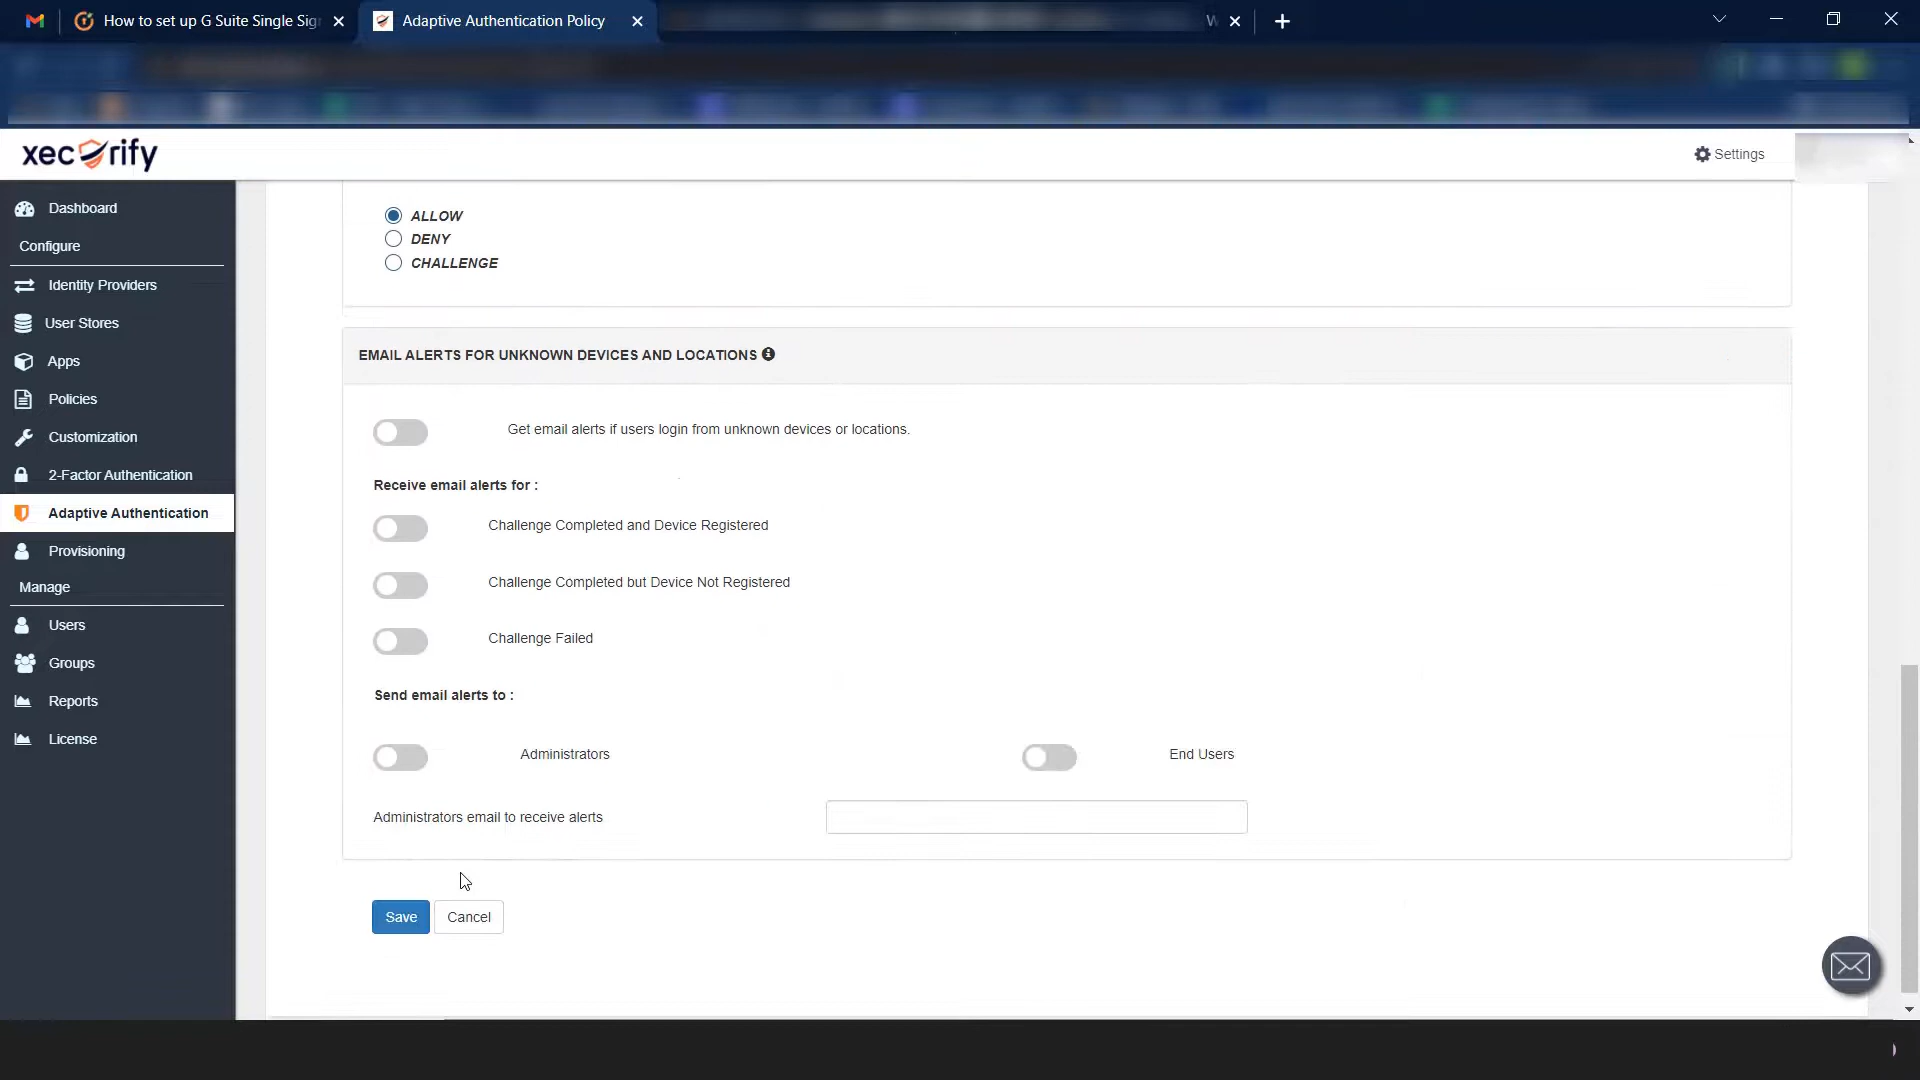 How to set up G Suite Single Sig
Adaptive Authentication Policy
W
xecurify
Settings
Dashboard
Configure
Identity Providers
User Stores
Apps
Policies
Customization
2-Factor Authentication
Adaptive Authentication
Provisioning
Manage
Users
Groups
Reports
License
ALLOW
DENY
CHALLENGE
EMAIL ALERTS FOR UNKNOWN DEVICES AND LOCATIONS
Get email alerts if users login from unknown devices or locations.
Receive email alerts for :
Challenge Completed and Device Registered
Challenge Completed but Device Not Registered
Challenge Failed
Send email alerts to :
Administrators
End Users
Administrators email to receive alerts
Save
Cancel